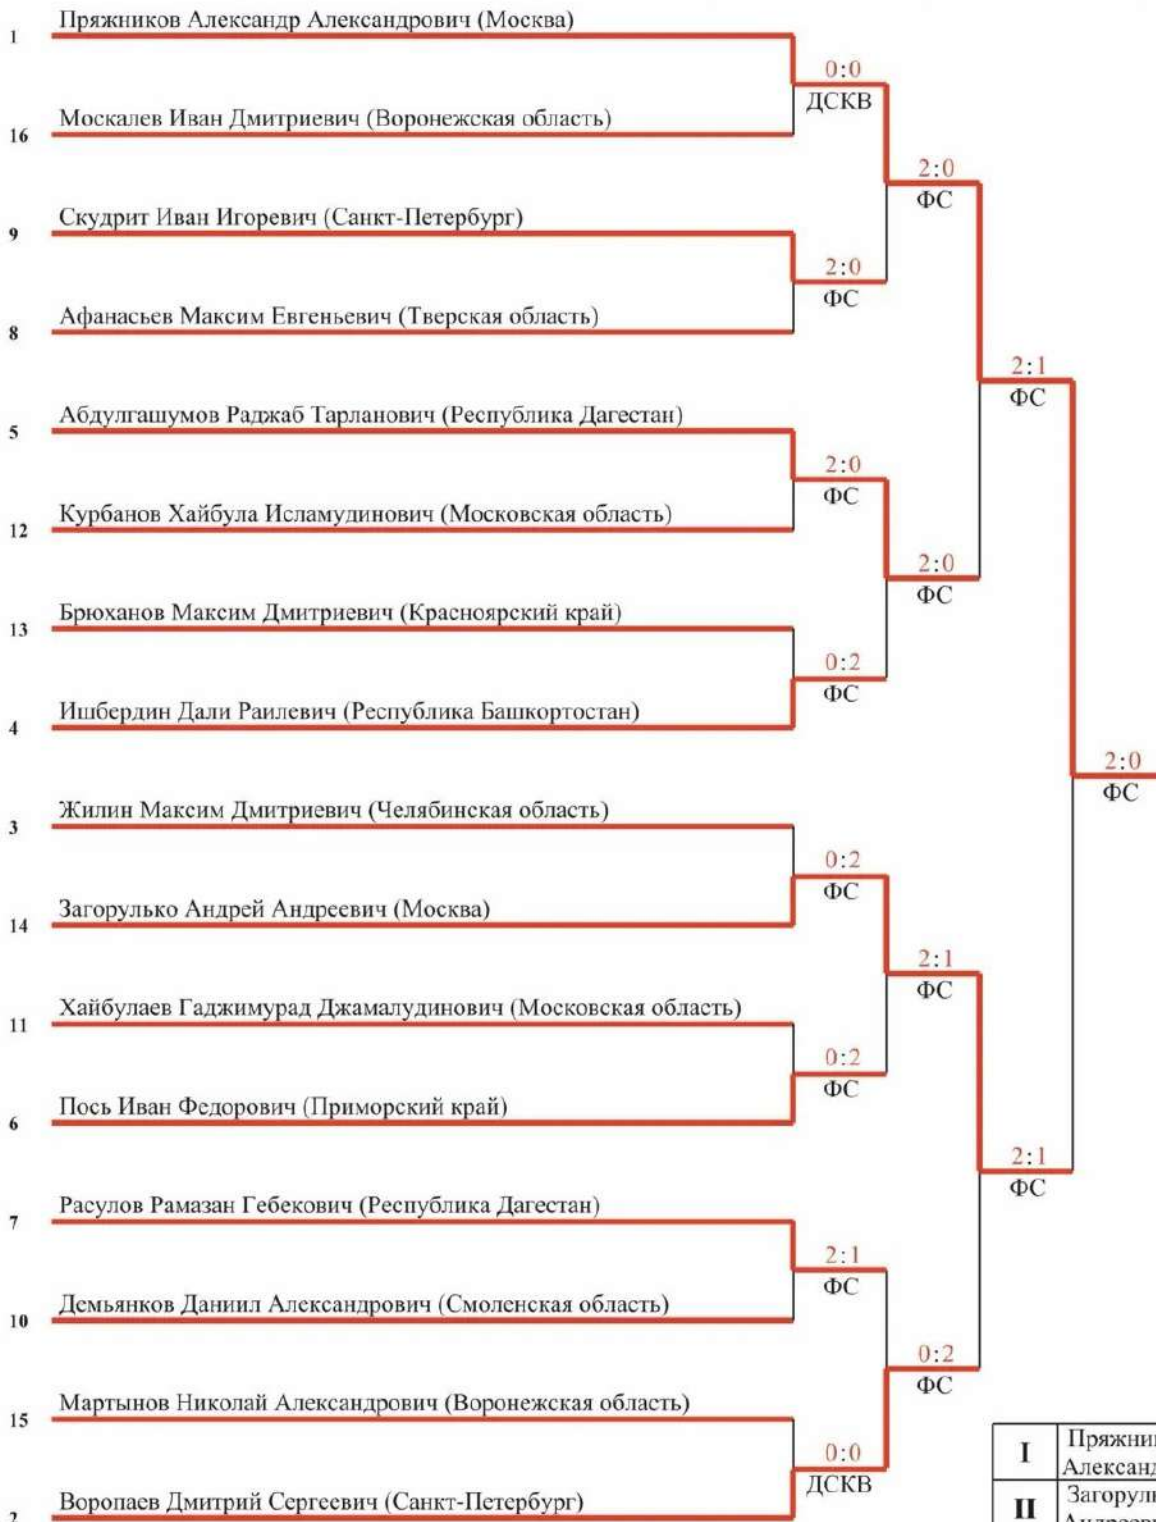 Пряжников Александр Александрович (Москва)
1
0:0
ДСКВ
Москалев Иван Дмитриевич (Воронежская область)
16
2:0
ФС
Скудрит Иван Игоревич (Санкт-Петербург)
9
2:0
ФС
Афанасьев Максим Евгеньевич (Тверская область)
8
2:1
ФС
Абдулгашумов Раджаб Тарланович (Республика Дагестан)
5
2:0
ФС
Курбанов Хайбула Исламудинович (Московская область)
12
2:0
ФС
Брюханов Максим Дмитриевич (Красноярский край)
13
0:2
ФС
Ишбердин Дали Раилевич (Республика Башкортостан)
4
2:0
ФС
Жилин Максим Дмитриевич (Челябинская область)
3
0:2
ФС
Загорулько Андрей Андреевич (Москва)
14
2:1
ФС
Хайбулаев Гаджимурад Джамалудинович (Московская область)
11
0:2
ФС
Пось Иван Федорович (Приморский край)
6
2:1
ФС
Расулов Рамазан Гебекович (Республика Дагестан)
7
2:1
ФС
Демьянков Даниил Александрович (Смоленская область)
10
0:2
ФС
Мартынов Николай Александрович (Воронежская область)
15
0:0
ДСКВ
Воропаев Дмитрий Сергеевич (Санкт-Петербург)
2
I
Пряжни
Александ
II
Загорул